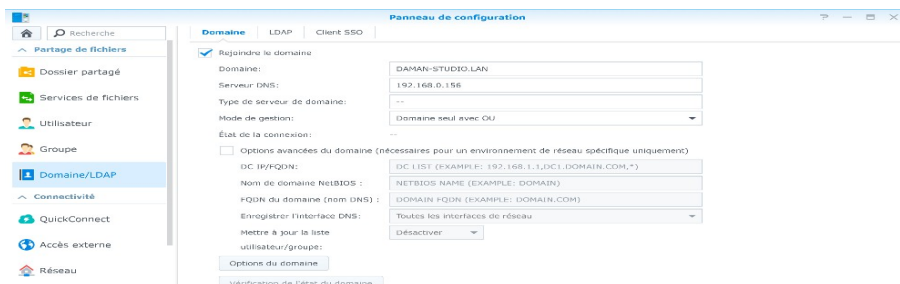 Panneau de configuration
Recherche
Domaine LDAP Client SSO
Partage de fichiers
Rejoindre le domaine
Dossier partagé
Domaine: DAMAN-STUDIO.LAN
Serveur DNS: 192.168.0.156
Services de fichiers
Type de serveur de domaine: --
Utilisateur
Mode de gestion: Domaine seul avec OU
État de la connexion: --
Groupe
Options avancées du domaine (nécessaires pour un environnement de réseau spécifique uniquement)
DC IP/FQDN: DC LIST (EXAMPLE: 192.168.1.1,DC1.DOMAIN.COM,*)
Domaine/LDAP
Nom de domaine NetBIOS : NETBIOS NAME (EXAMPLE: DOMAIN)
Connectivité
FQDN du domaine (nom DNS) : DOMAIN FQDN (EXAMPLE: DOMAIN.COM)
QuickConnect
Enregistrer l'interface DNS: Toutes les interfaces de réseau
Mettre à jour la liste Désactiver
utilisateur/groupe:
Accès externe
Options du domaine
Réseau
Vérification de l'état du domaine